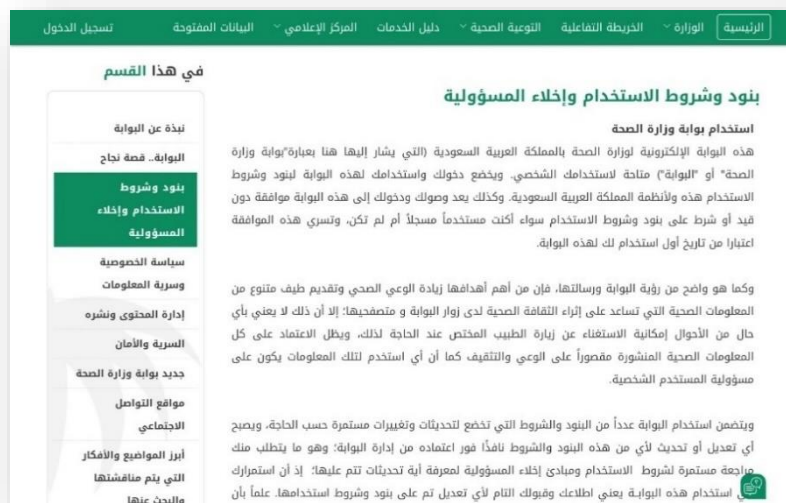 الرئيسية الوزارة الخريطة التفاعلية التوعية الصحية دليل الخدمات المركز الإعلامي البيانات المفتوحة تسجيل الدخول
بنود وشروط الاستخدام وإخلاء المسؤولية
استخدام بوابة وزارة الصحة
هذه البوابة الإلكترونية لوزارة الصحة بالمملكة العربية السعودية (التي يشار إليها هنا بعبارة"بوابة وزارة
الصحة" أو "البوابة") متاحة لاستخدامك الشخصي. ويخضع دخولك واستخدامك لهذه البوابة لبنود وشروط
الاستخدام هذه ولأنظمة المملكة العربية السعودية. وكذلك يعد وصولك ودخولك إلى هذه البوابة موافقة دون
قيد أو شرط على بنود وشروط الاستخدام سواء أكنت مستخدماً مسجلاً أم لم تكن، وتسري هذه الموافقة
اعتبارا من تاريخ أول استخدام لك لهذه البوابة.
وكما هو واضح من رؤية البوابة ورسالتها، فإن من أهم أهدافها زيادة الوعي الصحي وتقديم طيف متنوع من
المعلومات الصحية التي تساعد على إثراء الثقافة الصحية لدى زوار البوابة و متصفحيها؛ إلا أن ذلك لا يعني بأي
حال من الأحوال إمكانية الاستغناء عن زيارة الطبيب المختص عند الحاجة لذلك، ويظل الاعتماد على كل
المعلومات الصحية المنشورة مقصوراً على الوعي والتثقيف كما أن أي استخدم لتلك المعلومات يكون على
مسؤولية المستخدم الشخصية.
ويتضمن استخدام البوابة عدداً من البنود والشروط التي تخضع لتحديثات وتغييرات مستمرة حسب الحاجة، ويصبح
أي تعديل أو تحديث لأي من هذه البنود والشروط نافذًا فور اعتماده من إدارة البوابة؛ وهو ما يتطلب منك
مراجعة مستمرة لشروط الاستخدام ومبادئ إخلاء المسؤولية لمعرفة أية تحديثات تتم عليها؛ إذ أن استمرارك
استخدام هذه البوابة يعني اطلاعك وقبولك التام لأي تعديل تم على بنود وشروط استخدامها. علماً بأن
في هذا القسم
نبذة عن البوابة
البوابة.. قصة نجاح
بنود وشروط
الاستخدام وإخلاء
المسؤولية
سياسة الخصوصية
وسرية المعلومات
إدارة المحتوى ونشره
السرية والأمان
جديد بوابة وزارة الصحة
مواقع التواصل
الاجتماعي
أبرز المواضيع والأفكار
التي يتم مناقشتها
والبحث عنها